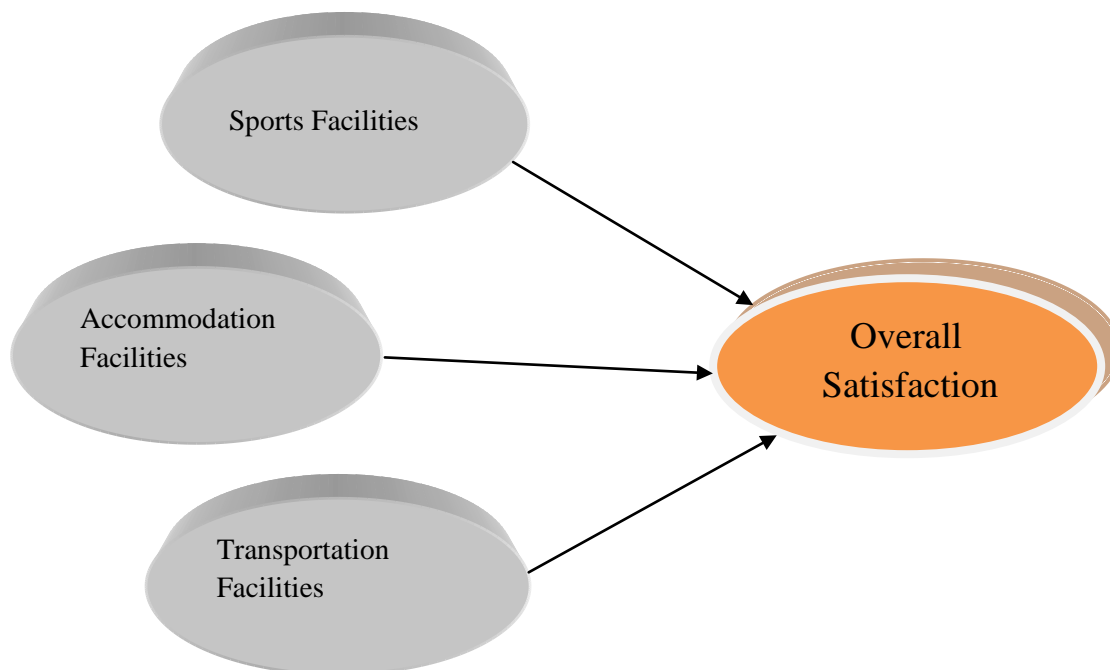 Sports Facilities
Accommodation
Facilities
Overall
Satisfaction
Transportation
Facilities